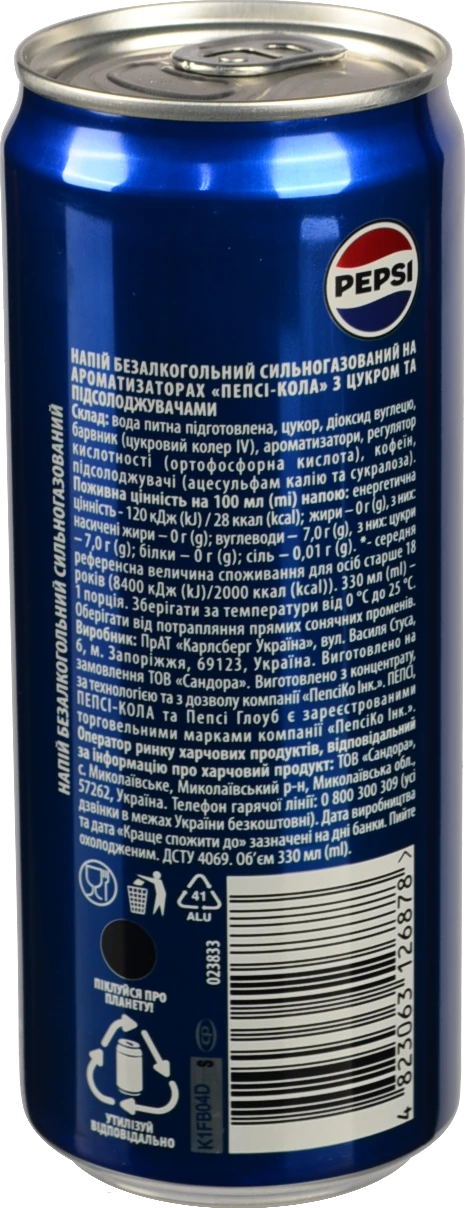 PEPSI
НАПІЙ БЕЗАЛКОГОЛЬНИЙ СИЛЬНОГАЗОВАНИЙ
НАПІЙ БЕЗАЛКОГОЛЬНИЙ СИЛЬНОГАЗОВАНИЙ НА
АРОМАТИЗАТОРАХ «ПЕПСІ-КОЛА» З ЦУКРОМ ТА
ПІДСОЛОДЖУВАЧАМИ
Склад: вода питна підготовлена, цукор, діоксид вуглецю,
барвник (цукровий колер IV), ароматизатори, регулятор
кислотності (ортофосфорна кислота), кофеїн,
підсолоджувачі (ацесульфам калію та сукралоза).
Поживна цінність на 100 мл (ml) напою: енергетична
цінність - 120 кДж (kJ) / 28 ккал (kcal); жири – 0 г (g), з них:
насичені жири – 0 г (g); вуглеводи – 7,0 г (g), з них: цукри
– 7,0 г (g); білки – 0 г (g); сіль – 0,01 г (g). *- середня
референсна величина споживання для осіб старше 18
років (8400 кДж (kJ)/2000 ккал (kcal)). 330 мл (ml) –
1 порція. Зберігати за температури від 0 °C до 25 °C.
Оберігати від потрапляння прямих сонячних променів.
Виробник: ПрАТ «Карлсберг Україна», вул. Василя Стуса,
6, м. Запоріжжя, 69123, Україна. Виготовлено на
замовлення ТОВ «Сандора». Виготовлено з концентрату,
за технологією та з дозволу компанії «ПепсіКо Інк.». ПЕПСІ,
ПЕПСІ-КОЛА та Пепсі Глоуб є зареєстрованими
торговельними марками компанії «ПепсіКо Інк.».
Оператор ринку харчових продуктів, відповідальний
за інформацію про харчовий продукт: ТОВ «Сандора»,
с. Миколаївське, Миколаївський р-н, Миколаївська обл.,
57262, Україна. Телефон гарячої лінії: 0 800 300 309 (усі
дзвінки в межах України безкоштовні). Дата виробництва
та дата «Краще спожити до» зазначені на дні банки. Пийте
охолодженим. ДСТУ 4069. Об'єм 330 мл (ml).
41
ALU
ПІКЛУЙСЯ ПРО
ПЛАНЕТУ!
УТИЛІЗУЙ
ВІДПОВІДАЛЬНО
023833
K1FB04D
S
4 823063 126878 >